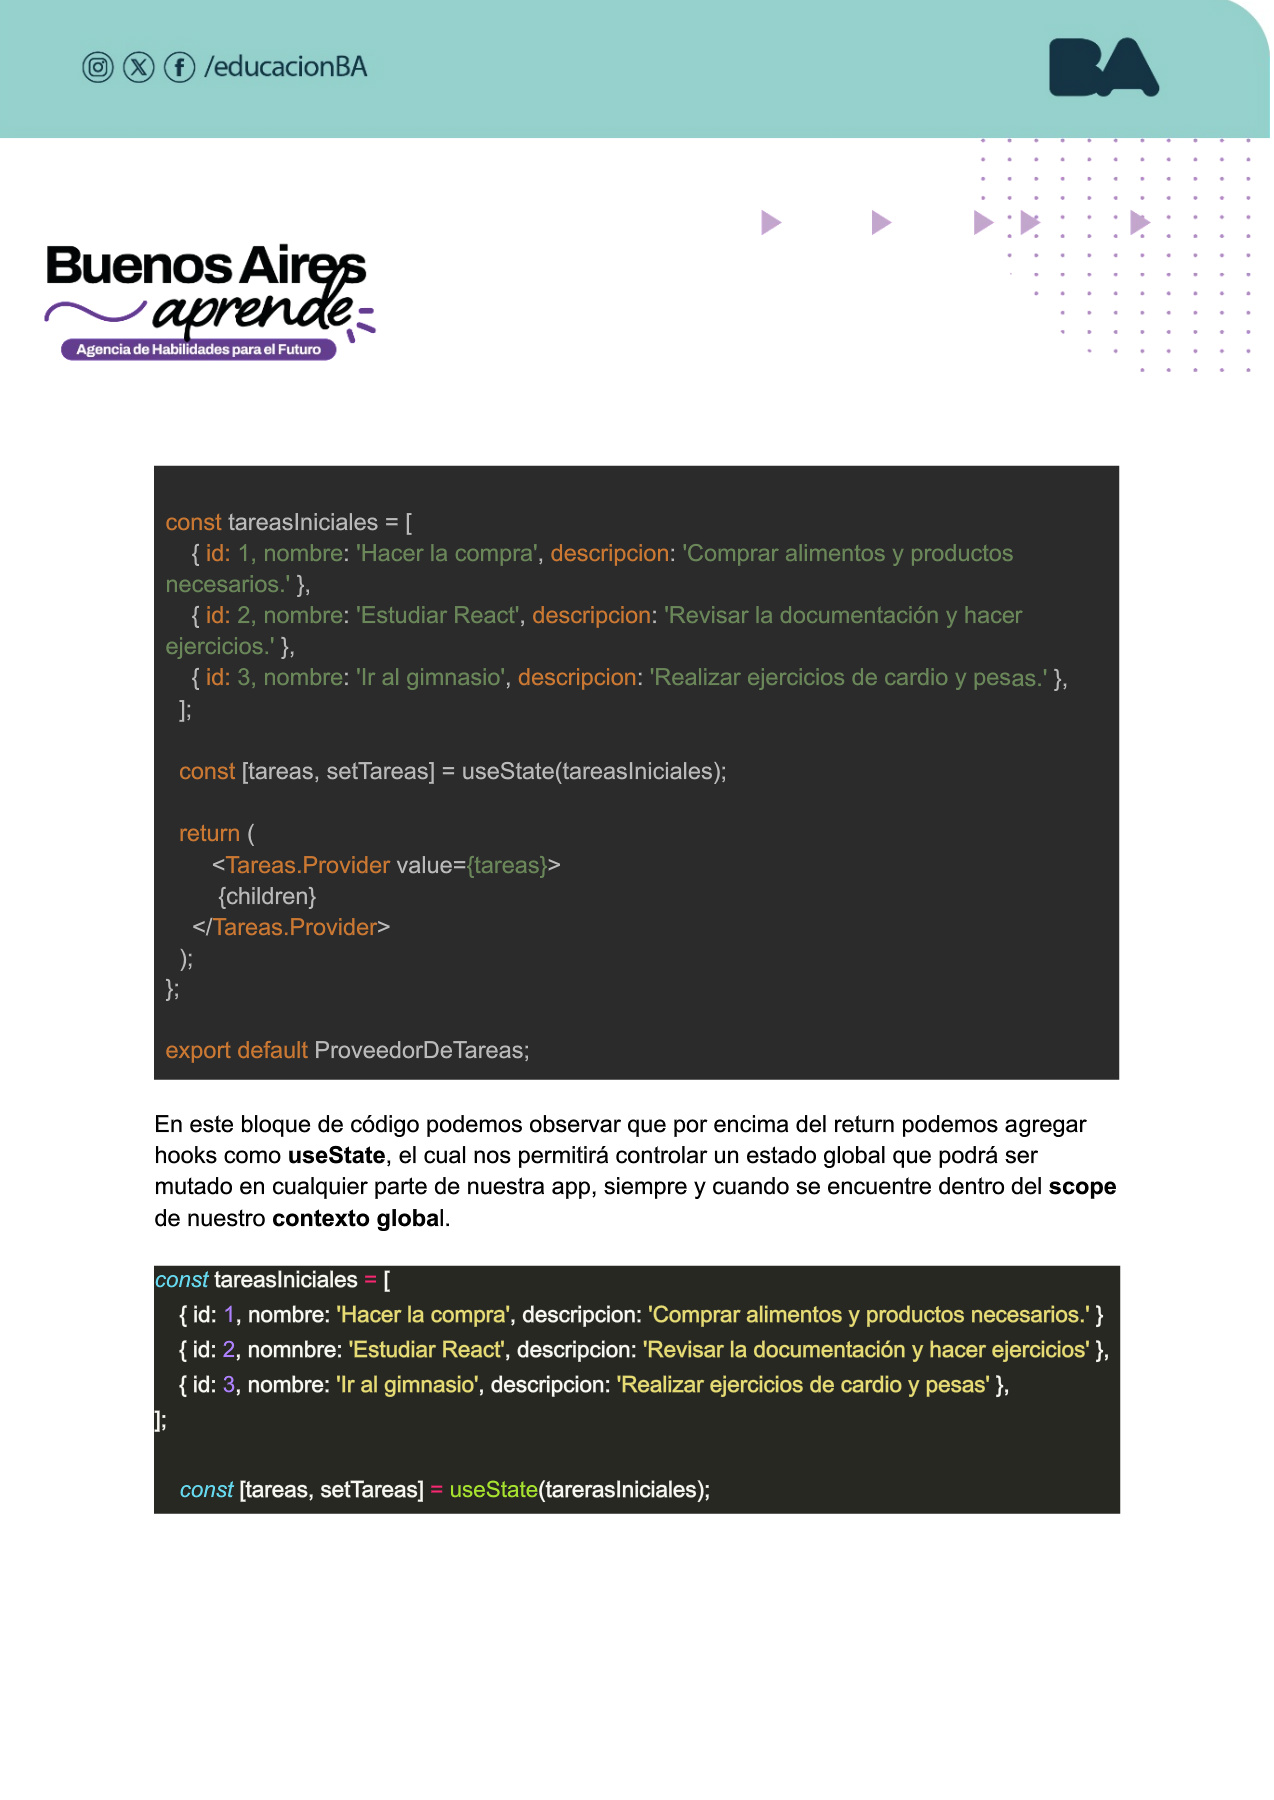 /educacionBA
BA
Buenos Aires
aprende
Agencia de Habilidades para el Futuro
const tareasIniciales = [
{ id: 1, nombre: 'Hacer la compra', descripcion: 'Comprar alimentos y productos
necesarios.' },
{ id: 2, nombre: 'Estudiar React', descripcion: 'Revisar la documentación y hacer
ejercicios.' },
{ id: 3, nombre: 'Ir al gimnasio', descripcion: 'Realizar ejercicios de cardio y pesas.' },
];
const [tareas, setTareas] = useState(tareasIniciales);
return (
<Tareas.Provider value={tareas}>
{children}
</Tareas.Provider>
);
};
export default ProveedorDeTareas;
En este bloque de código podemos observar que por encima del return podemos agregar
hooks como useState, el cual nos permitirá controlar un estado global que podrá ser
mutado en cualquier parte de nuestra app, siempre y cuando se encuentre dentro del scope
de nuestro contexto global.
const tareasIniciales = [
{ id: 1, nombre: 'Hacer la compra', descripcion: 'Comprar alimentos y productos necesarios.' }
{ id: 2, nomnbre: 'Estudiar React', descripcion: 'Revisar la documentación y hacer ejercicios' },
{ id: 3, nombre: 'Ir al gimnasio', descripcion: 'Realizar ejercicios de cardio y pesas' },
];
const [tareas, setTareas] = useState(tarerasIniciales);